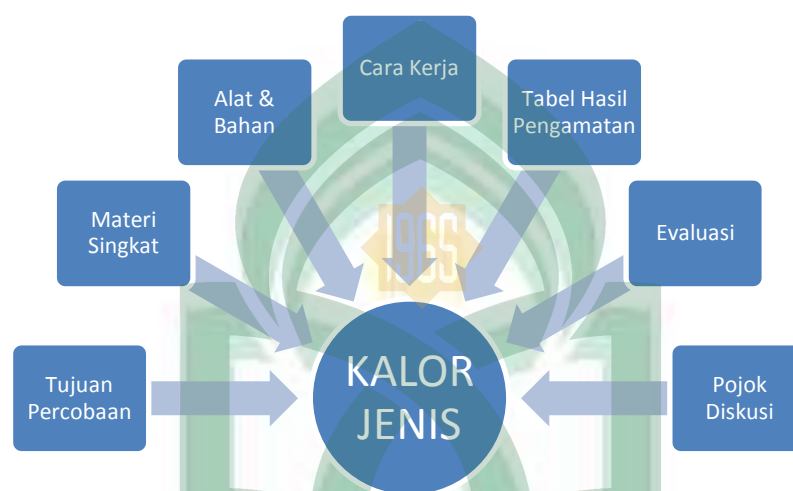 Cara Kerja
Alat &
Bahan
Tabel Hasil
Pengamatan
Materi
Singkat
Evaluasi
1965
Tujuan
Percobaan
KALOR
JENIS
Pojok
Diskusi